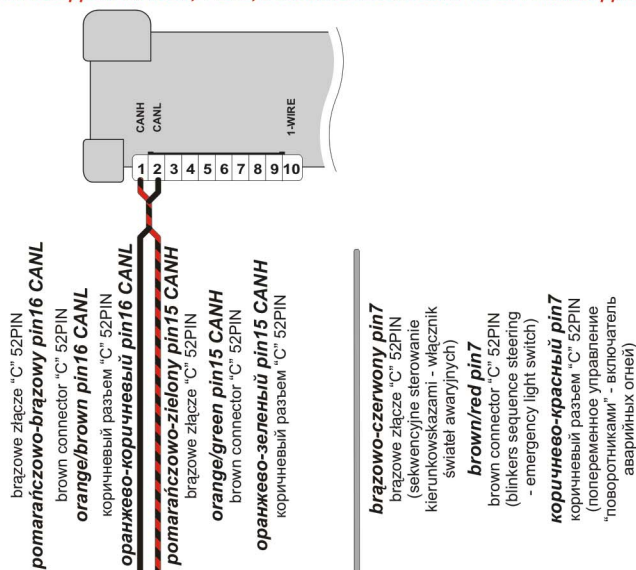 CANH
CANL
1-WIRE
1 2 3 4 5 6 7 8 9 10
brązowe złącze "C" 52PIN
pomarańczowo-brązowy pin16 CANL
brown connector "C" 52PIN
orange/brown pin16 CANL
коричневый разъем "C" 52PIN
оранжево-коричневый pin16 CANL
pomarańczowo-zielony pin15 CANH
brązowe złącze "C" 52PIN
orange/green pin15 CANH
brown connector "C" 52PIN
оранжево-зеленый pin15 CANH
коричневый разъем "C" 52PIN
brązowo-czerwony pin7
brązowe złącze "C" 52PIN
(sekwencyjne sterowanie
kierunkowskazami - włącznik
świateł awaryjnych)
brown/red pin7
brown connector "C" 52PIN
(blinkers sequence steering
- emergency light switch)
коричнево-красный pin7
коричневый разъем "C" 52PIN
(попеременное управление
"поворотниками" - включатель
аварийных огней)